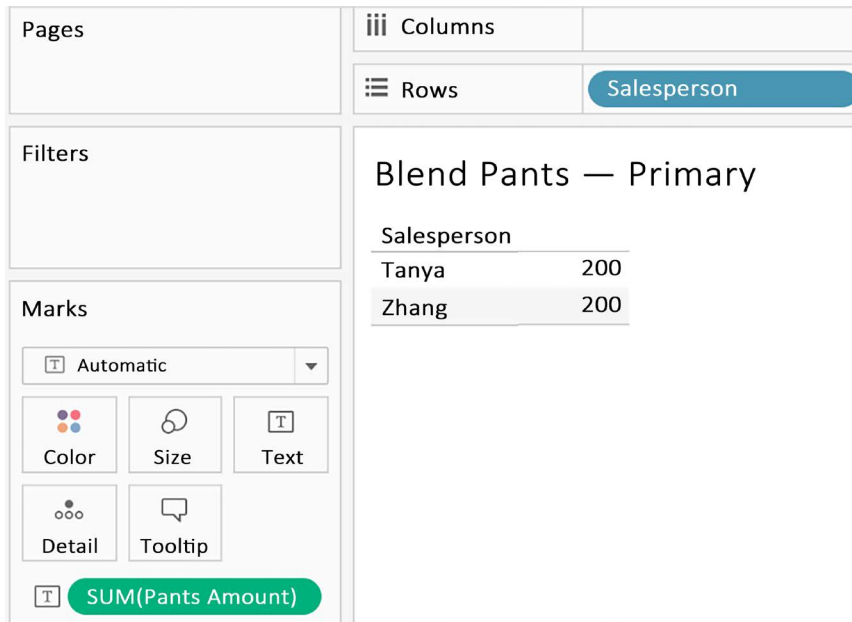 Pages
Columns
Rows
Salesperson
Filters
Blend Pants — Primary
Salesperson
Tanya 200
Zhang 200
Marks
T Automatic
Color
Size
T
Text
Detail
Tooltip
T SUM(Pants Amount)